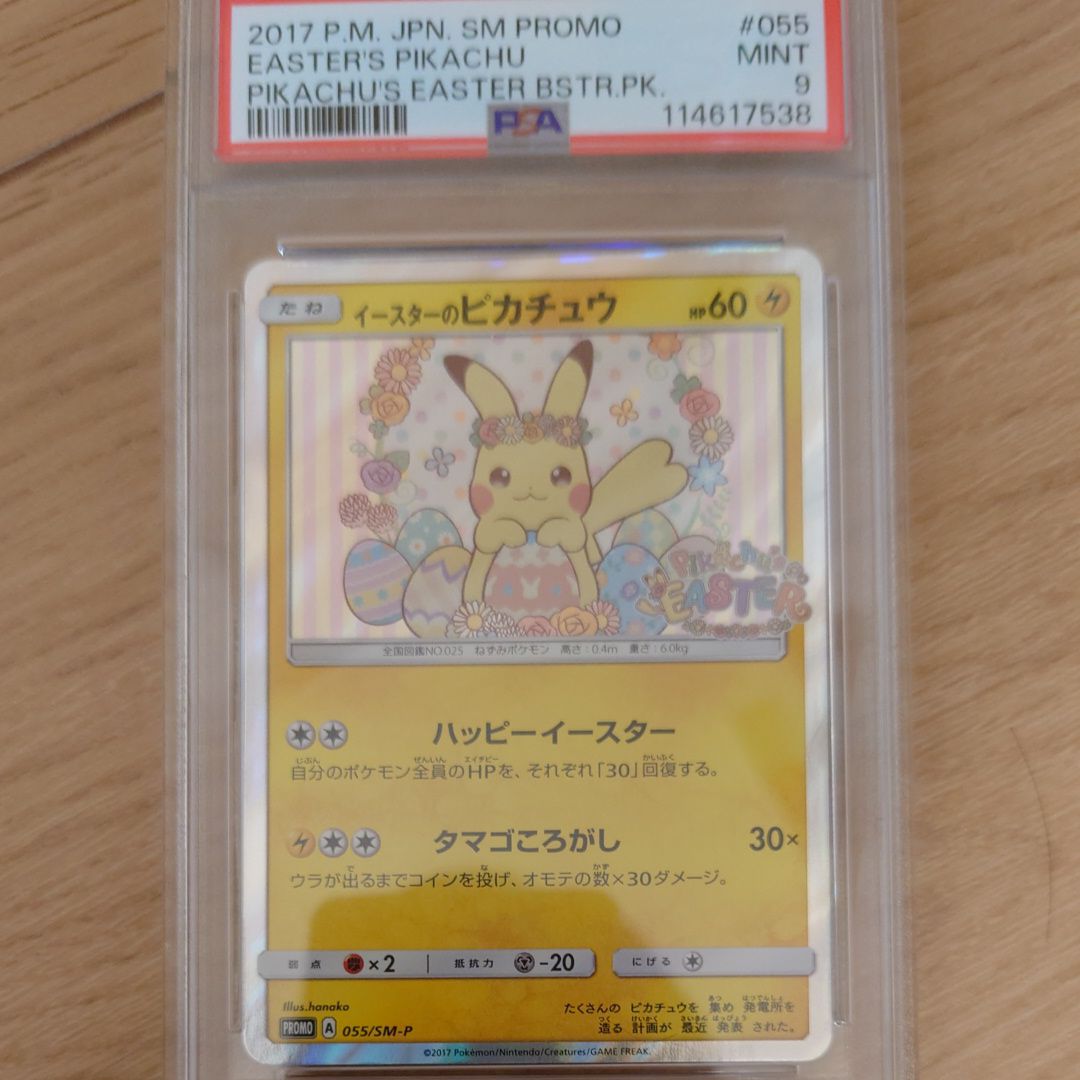 2017 P.M. JPN. SM PROMO #055
EASTER'S PIKACHU MINT
PIKACHU'S EASTER BSTR.PK. 9
PSA 114617538
たね イースターのピカチュウ HP60
PIKACHU'S
EASTER
全国図鑑NO.025 ねずみポケモン 高さ:0.4m 重さ:6.0kg
ハッピーイースター
自分のポケモン全員のHPを、それぞれ「30」回復する。
タマゴころがし 30×
ウラが出るまでコインを投げ、オモテの数×30ダメージ。
弱点 ×2 抵抗力 -20 にげる
Illus.hanako
たくさんの ピカチュウを 集め 発電所を
PROMO A 055/SM-P 造る 計画が 最近 発表 された。
©2017 Pokémon/Nintendo/Creatures/GAME FREAK.